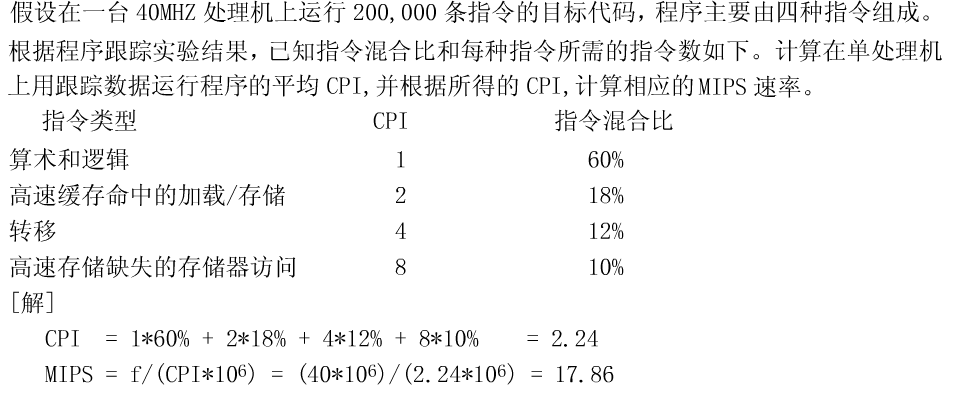 假设在一台 40MHZ 处理机上运行 200,000 条指令的目标代码，程序主要由四种指令组成。
根据程序跟踪实验结果，已知指令混合比和每种指令所需的指令数如下。计算在单处理机
上用跟踪数据运行程序的平均 CPI,并根据所得的 CPI,计算相应的MIPS 速率。
指令类型 CPI 指令混合比
算术和逻辑 1 60%
高速缓存命中的加载/存储 2 18%
转移 4 12%
高速存储缺失的存储器访问 8 10%
[解]
CPI = 1*60% + 2*18% + 4*12% + 8*10% = 2.24
MIPS = f/(CPI*10⁶) = (40*10⁶)/(2.24*10⁶) = 17.86